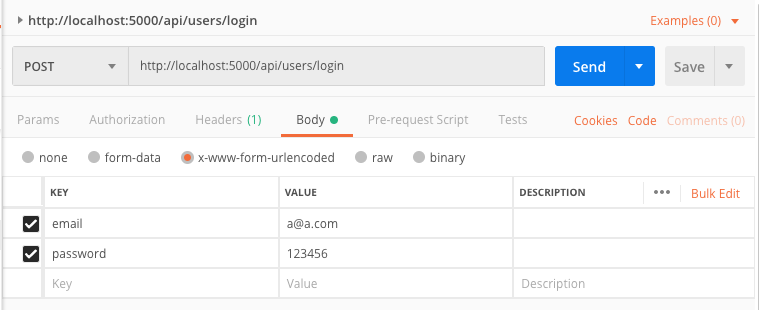 http://localhost:5000/api/users/login Examples (0)
POST http://localhost:5000/api/users/login Send Save
Params Authorization Headers (1) Body Pre-request Script Tests Cookies Code Comments (0)
none form-data x-www-form-urlencoded raw binary
KEY VALUE DESCRIPTION ••• Bulk Edit
email a@a.com
password 123456
Key Value Description